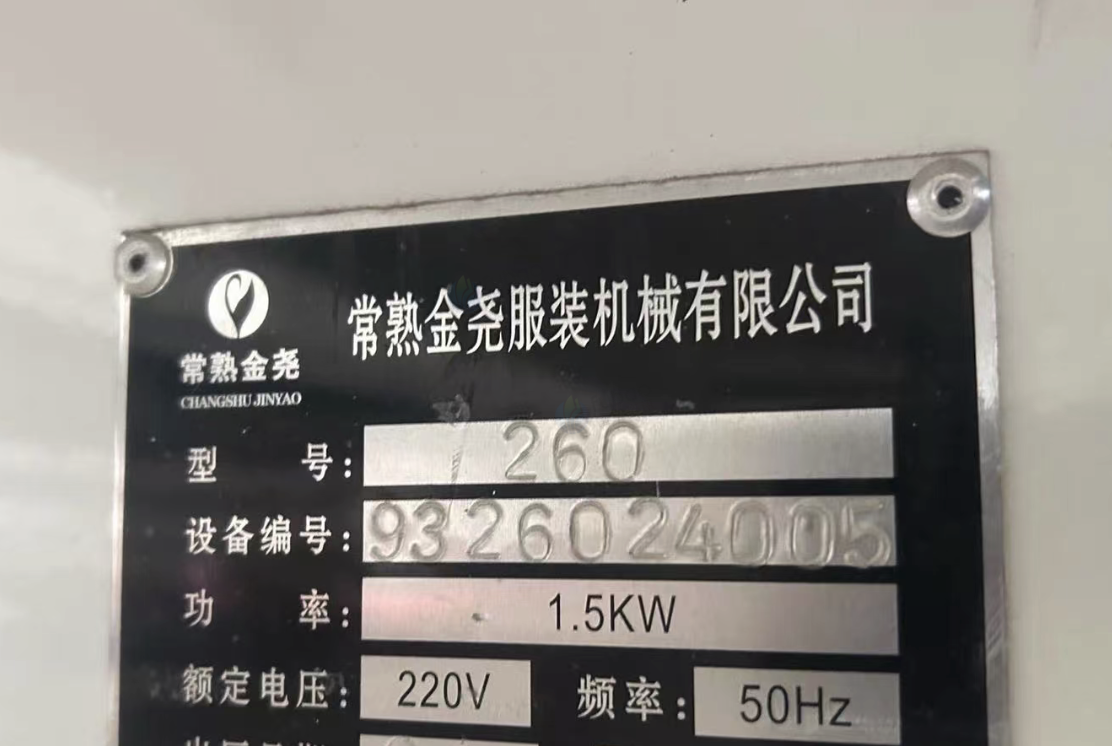 常熟金尧服装机械有限公司
常熟金尧
CHANGSHU JINYAO
型 号: 260
设备编号: 9326024005
功 率: 1.5KW
额定电压: 220V 频率: 50Hz